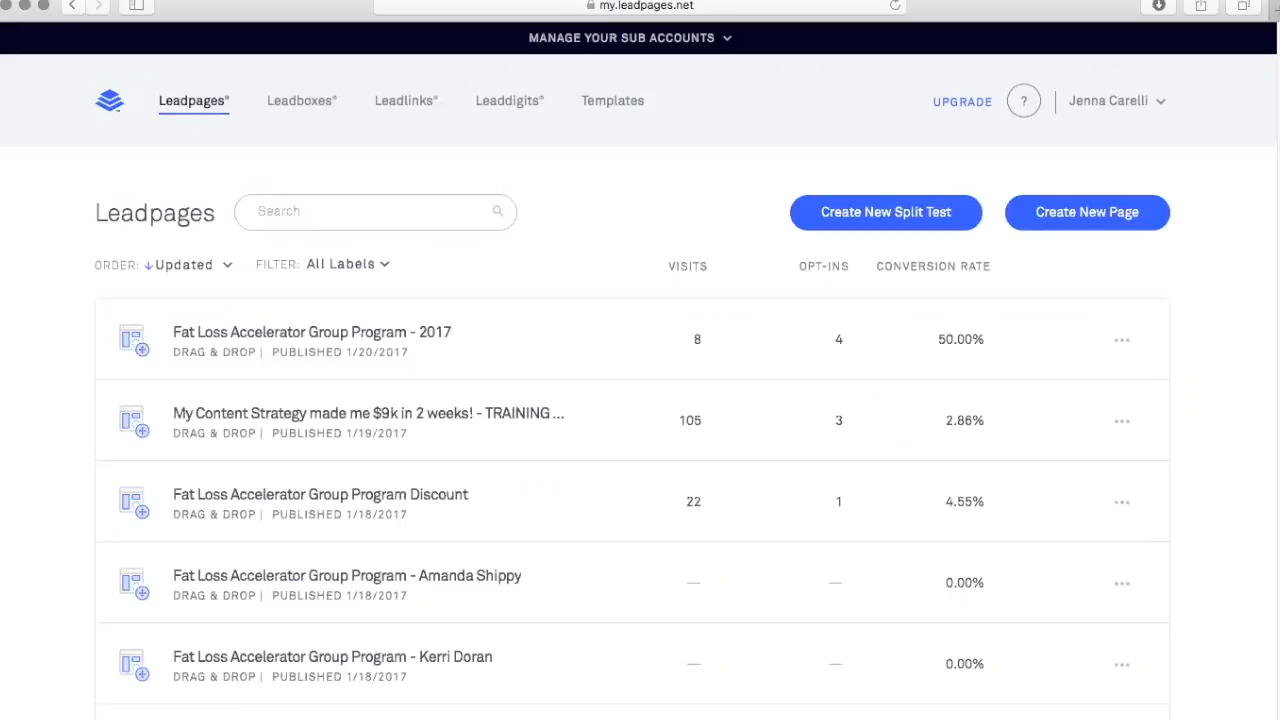 my.leadpages.net
MANAGE YOUR SUB ACCOUNTS
Leadpages® Leadboxes® Leadlinks® Leaddigits® Templates UPGRADE ? Jenna Carelli
Leadpages Search Create New Split Test Create New Page
ORDER: ↓Updated FILTER: All Labels VISITS OPT-INS CONVERSION RATE
Fat Loss Accelerator Group Program - 2017 8 4 50.00%
DRAG & DROP | PUBLISHED 1/20/2017
My Content Strategy made me $9k in 2 weeks! - TRAINING ... 105 3 2.86%
DRAG & DROP | PUBLISHED 1/19/2017
Fat Loss Accelerator Group Program Discount 22 1 4.55%
DRAG & DROP | PUBLISHED 1/18/2017
Fat Loss Accelerator Group Program - Amanda Shippy — — 0.00%
DRAG & DROP | PUBLISHED 1/18/2017
Fat Loss Accelerator Group Program - Kerri Doran — — 0.00%
DRAG & DROP | PUBLISHED 1/18/2017